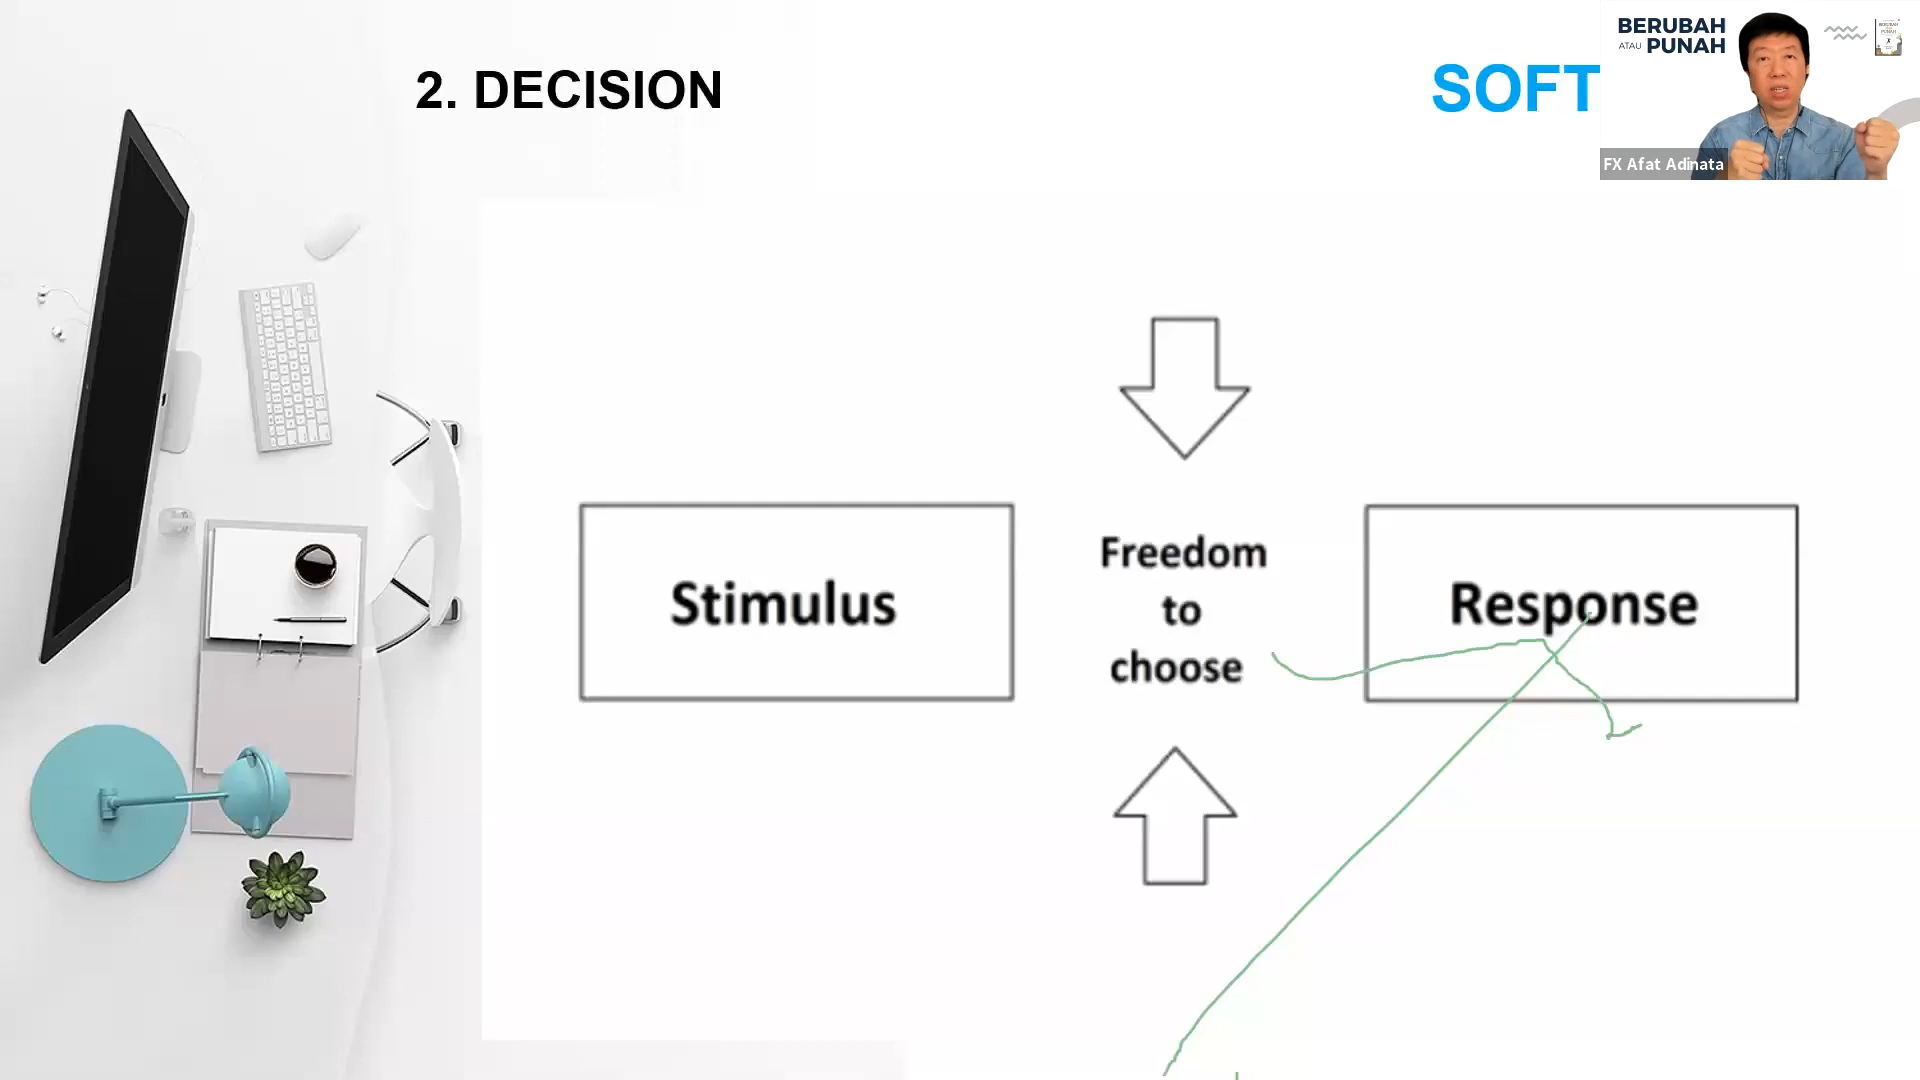 2. DECISION
SOFT
BERUBAH
ATAU PUNAH
FX Afat Adinata
Stimulus
Freedom
to
choose
Response